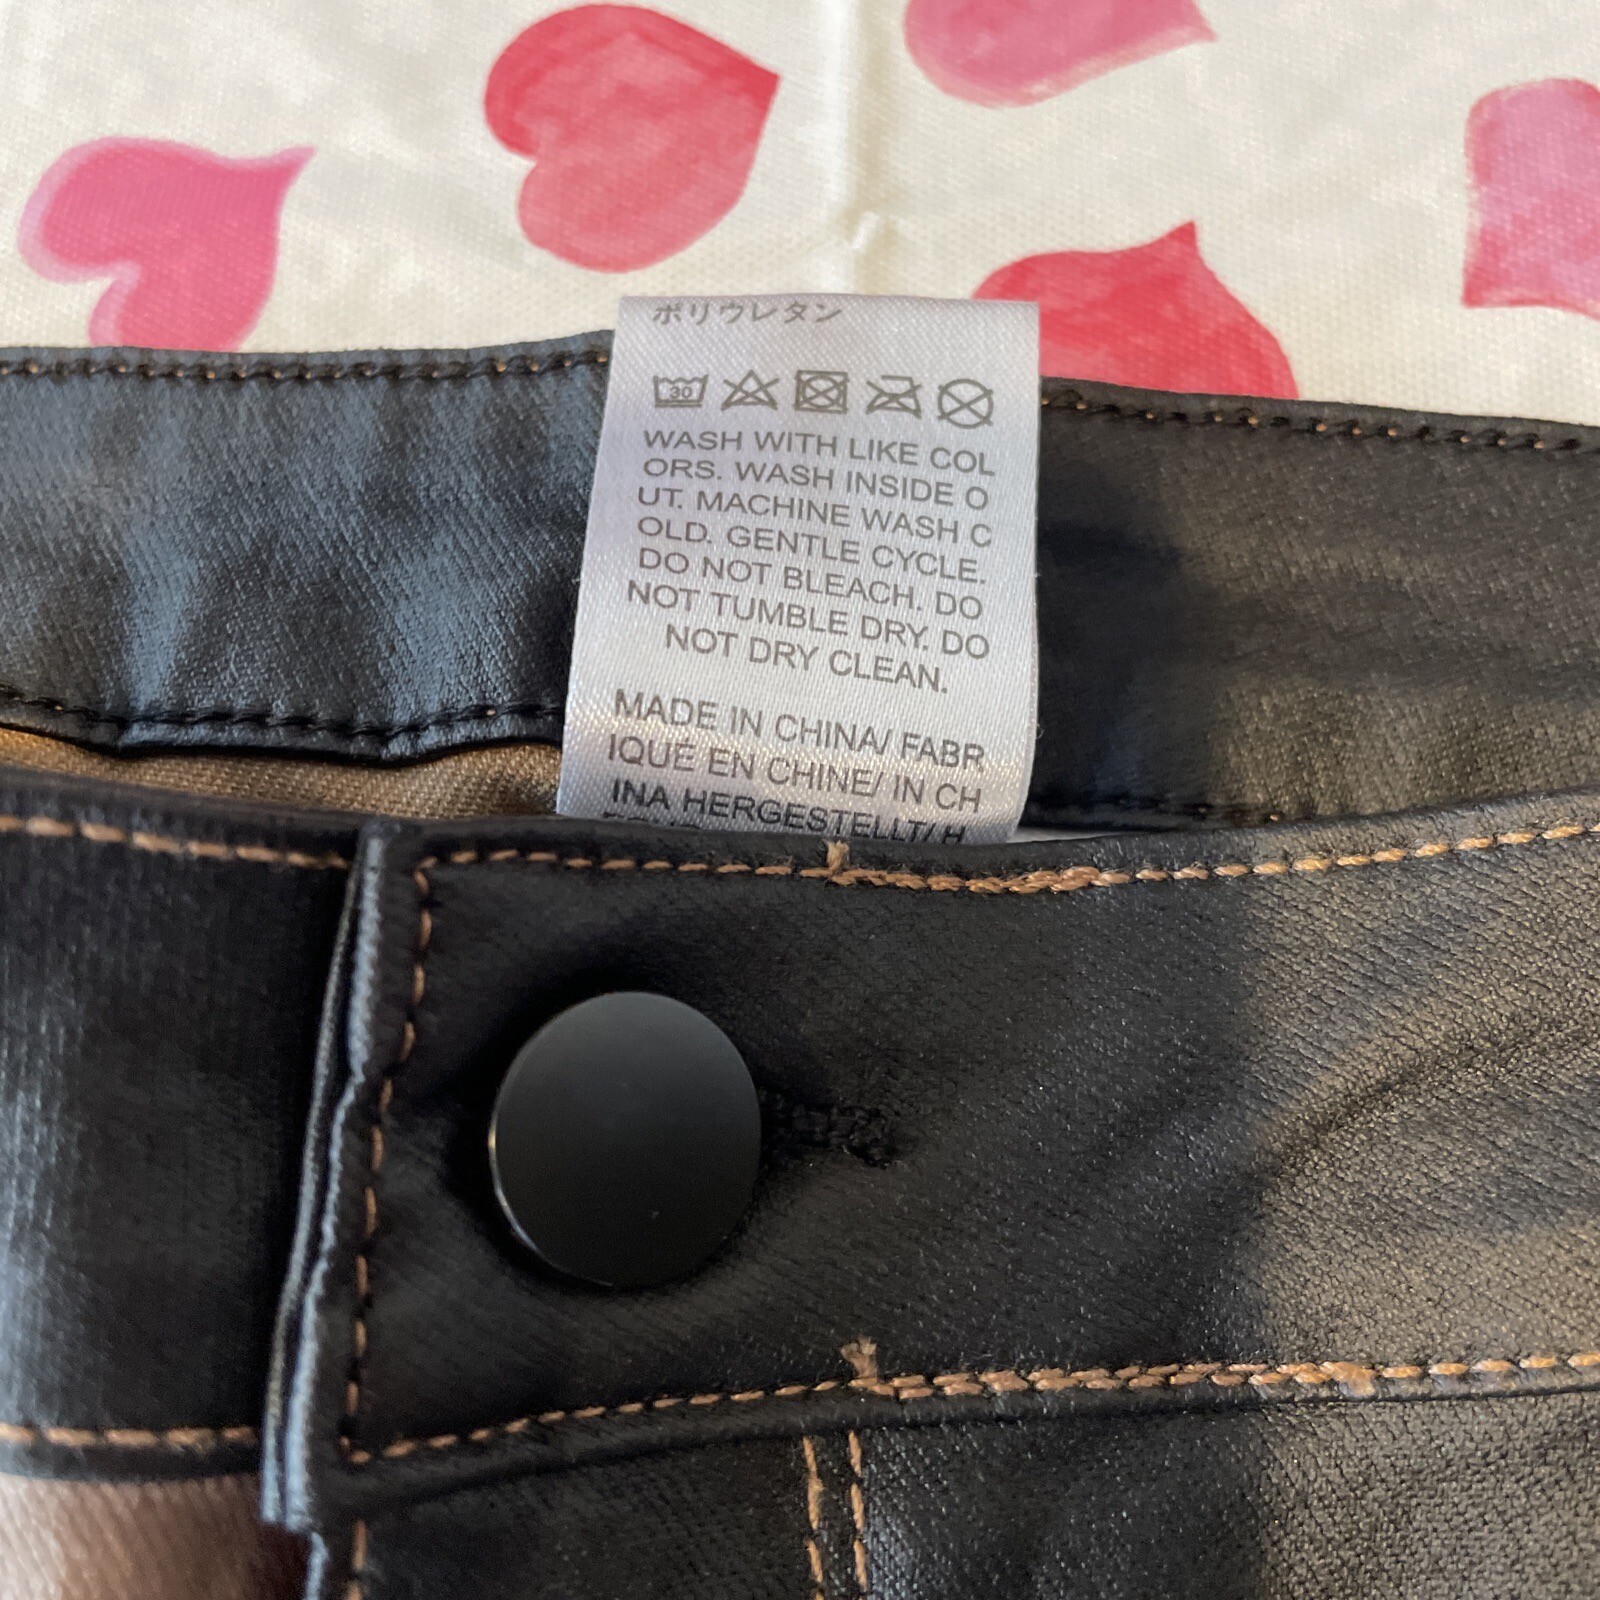 ポリウレタン
30
WASH WITH LIKE COL
ORS. WASH INSIDE O
UT. MACHINE WASH C
OLD. GENTLE CYCLE.
DO NOT BLEACH. DO
NOT TUMBLE DRY. DO
NOT DRY CLEAN.
MADE IN CHINA/ FABR
IQUÉ EN CHINE/ IN CH
INA HERGESTELLT/ H